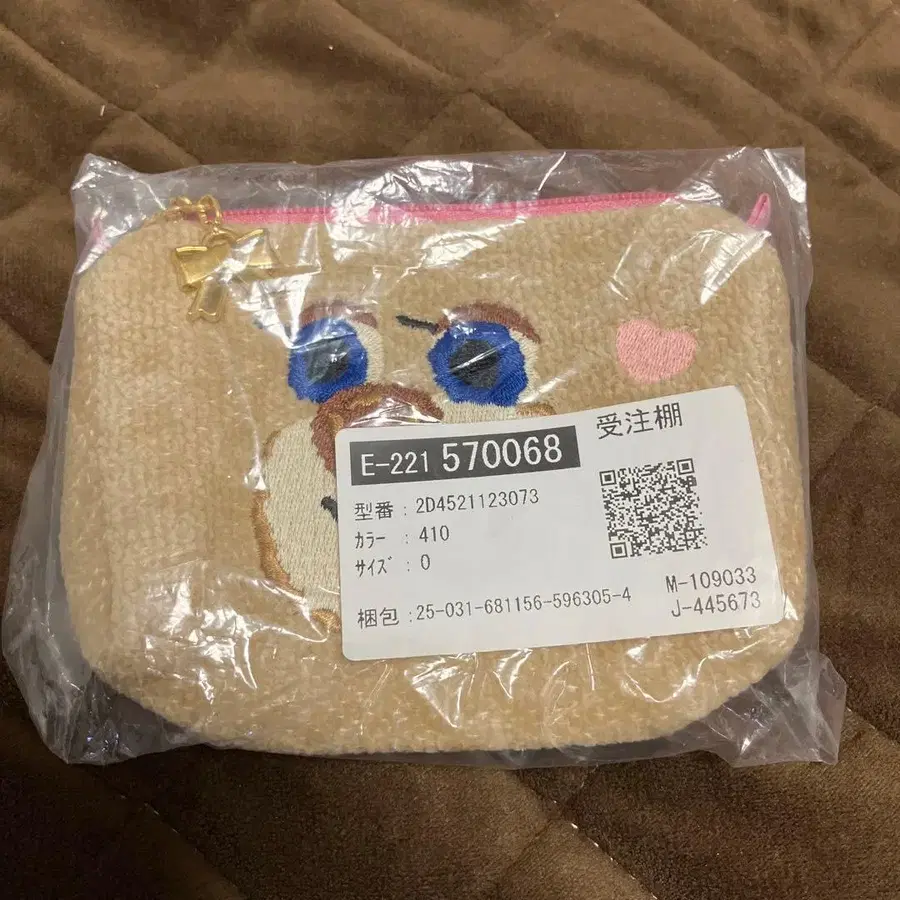 E-221 570068
受注棚
型番 : 2D4521123073
ｶﾗｰ : 410
ｻｲｽﾞ : 0
梱包 : 25-031-681156-596305-4
M-109033
J-445673